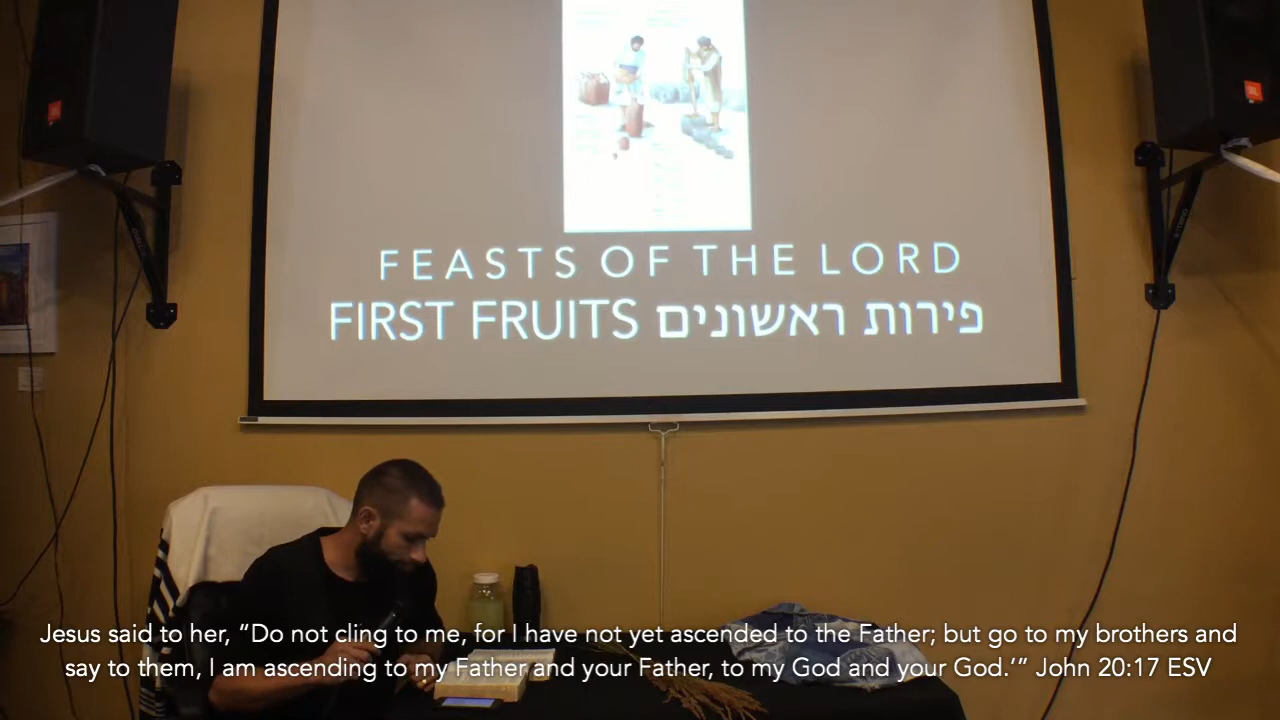 FEASTS OF THE LORD
FIRST FRUITS פירות ראשונים
Jesus said to her, “Do not cling to me, for I have not yet ascended to the Father; but go to my brothers and
say to them, I am ascending to my Father and your Father, to my God and your God.’” John 20:17 ESV